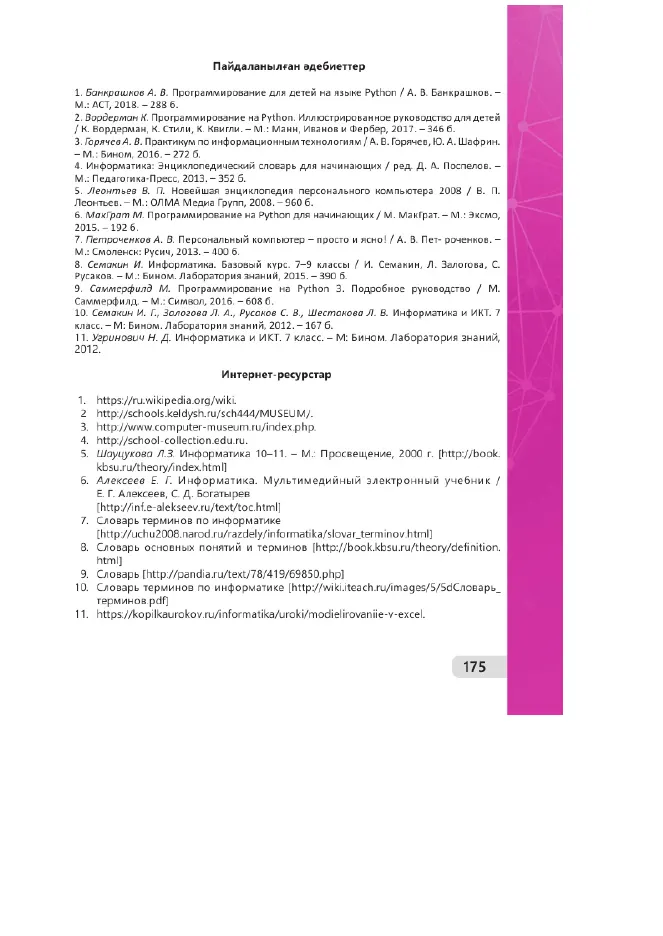 Пайдаланылған әдебиеттер
1. Банкрашков А. В. Программирование для детей на языке Python / А. В. Банкрашков. –
М.: АСТ, 2018. – 288 б.
2. Вордерман К. Программирование на Python. Иллюстрированное руководство для детей
/ К. Вордерман, К. Стили, К. Квигли. – М.: Манн, Иванов и Фербер, 2017. – 346 б.
3. Горячев А. В. Практикум по информационным технологиям / А. В. Горячев, Ю. А. Шафрин.
– М.: Бином, 2016. – 272 б.
4. Информатика: Энциклопедический словарь для начинающих / ред. Д. А. Поспелов. –
М.: Педагогика-Пресс, 2013. – 352 б.
5. Леонтьев В. П. Новейшая энциклопедия персонального компьютера 2008 / В. П.
Леонтьев. – М.: ОЛМА Медиа Групп, 2008. – 960 б.
6. МакГрат М. Программирование на Python для начинающих / М. МакГрат. – М.: Эксмо,
2015. – 192 б.
7. Петроченков А. В. Персональный компьютер – просто и ясно! / А. В. Пет- роченков. –
М.: Смоленск: Русич, 2013. – 400 б.
8. Семакин И. Информатика. Базовый курс. 7–9 классы / И. Семакин, Л. Залогова, С.
Русаков. – М.: Бином. Лаборатория знаний, 2015. – 390 б.
9. Саммерфилд М. Программирование на Python 3. Подробное руководство / М.
Саммерфилд. – М.: Символ, 2016. – 608 б.
10. Семакин И. Г., Залогова Л. А., Русаков С. В., Шестакова Л. В. Информатика и ИКТ. 7
класс. – М: Бином. Лаборатория знаний, 2012. – 167 б.
11. Угринович Н. Д. Информатика и ИКТ. 7 класс. – М: Бином. Лаборатория знаний,
2012.
Интернет-ресурстар
1. https://ru.wikipedia.org/wiki.
2 http://schools.keldysh.ru/sch444/MUSEUM/.
3. http://www.computer-museum.ru/index.php.
4. http://school-collection.edu.ru.
5. Шауцукова Л.З. Информатика 10–11. – М.: Просвещение, 2000 г. [http://book.
kbsu.ru/theory/index.html]
6. Алексеев Е. Г. Информатика. Мультимедийный электронный учебник /
Е. Г. Алексеев, С. Д. Богатырев
[http://inf.e-alekseev.ru/text/toc.html]
7. Словарь терминов по информатике
[http://uchu2008.narod.ru/razdely/informatika/slovar_terminov.html]
8. Словарь основных понятий и терминов [http://book.kbsu.ru/theory/definition.
html]
9. Словарь [http://pandia.ru/text/78/419/69850.php]
10. Словарь терминов по информатике [http://wiki.iteach.ru/images/5/5dСловарь_
терминов.pdf]
11. https://kopilkaurokov.ru/informatika/uroki/modielirovaniie-v-excel.
175